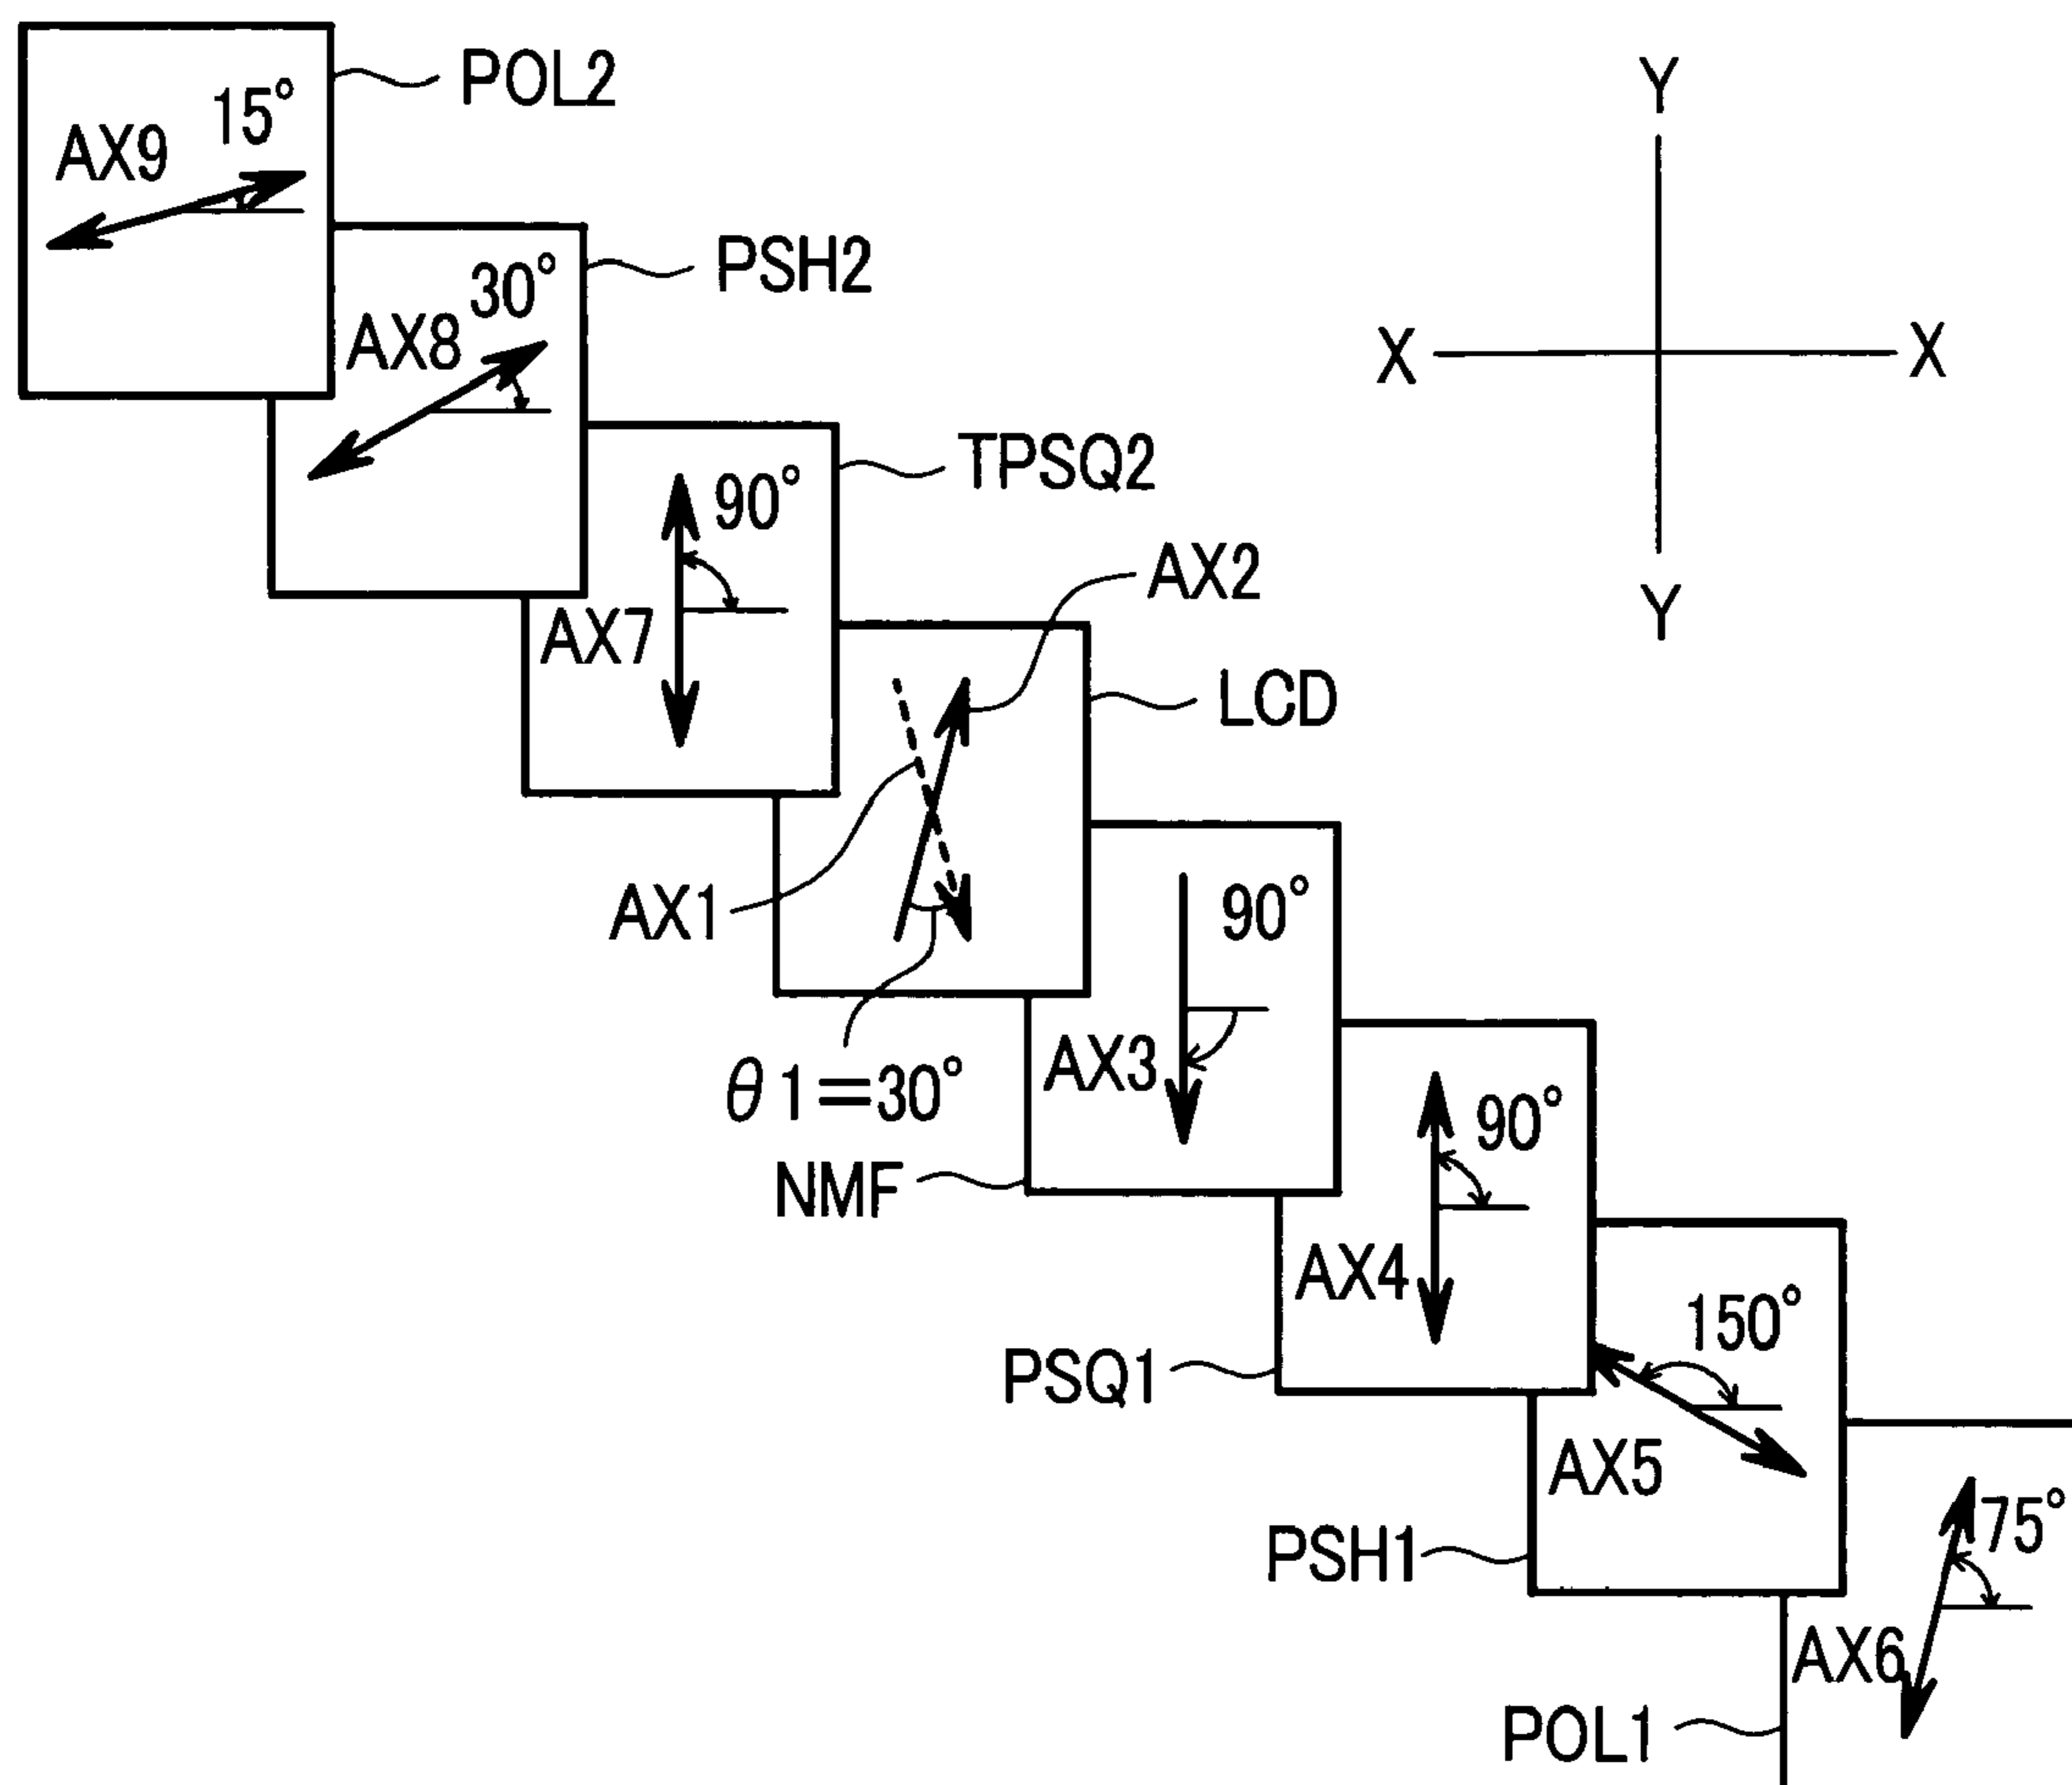 POL2
15°
AX9
Y
PSH2
30°
AX8
X
X
TPSQ2
90°
AX7
AX2
Y
LCD
AX1
90°
AX3
θ1=30°
NMF
90°
AX4
150°
PSQ1
AX5
75°
PSH1
AX6
POL1